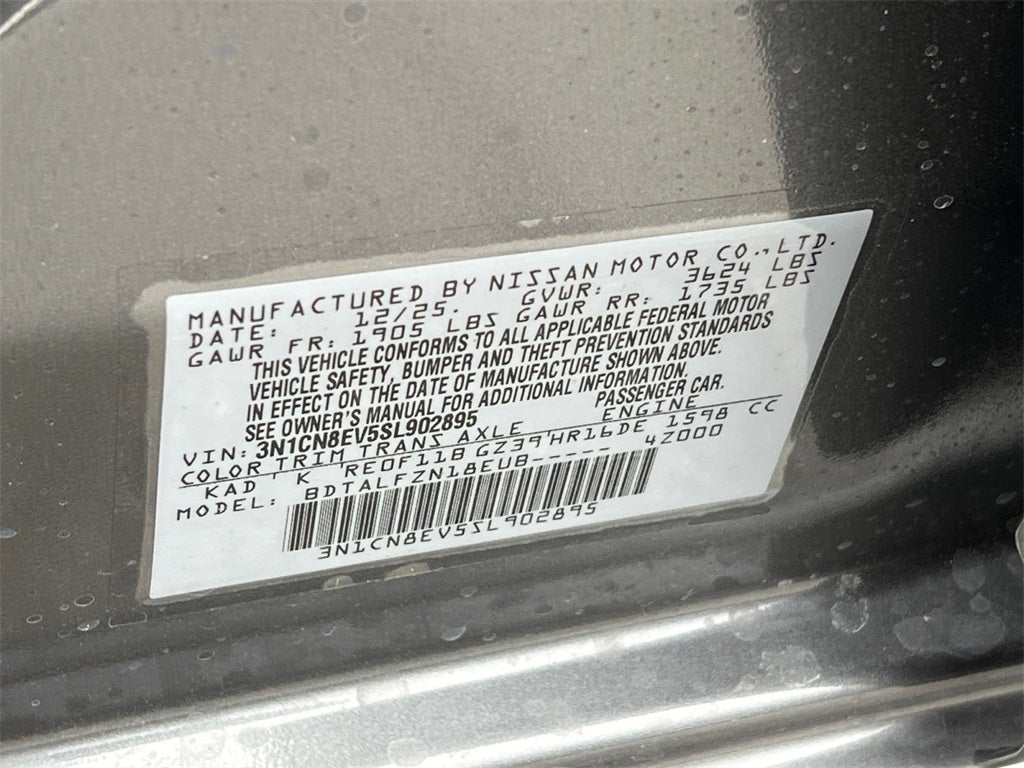 MANUFACTURED BY NISSAN MOTOR CO., LTD.
DATE: 12/25. GVWR: 3624 LBS
GAWR FR: 1905 LBS GAWR RR: 1735 LBS
THIS VEHICLE CONFORMS TO ALL APPLICABLE FEDERAL MOTOR
VEHICLE SAFETY, BUMPER AND THEFT PREVENTION STANDARDS
IN EFFECT ON THE DATE OF MANUFACTURE SHOWN ABOVE.
SEE OWNER'S MANUAL FOR ADDITIONAL INFORMATION.
VIN: 3N1CN8EV5SL902895 PASSENGER CAR.
COLOR TRIM TRANS AXLE ENGINE
KAD K RE0F11B GZ39 HR16DE 1598 CC
MODEL: BDTALFZN18EUB----- 4Z000
3N1CN8EV5SL902895